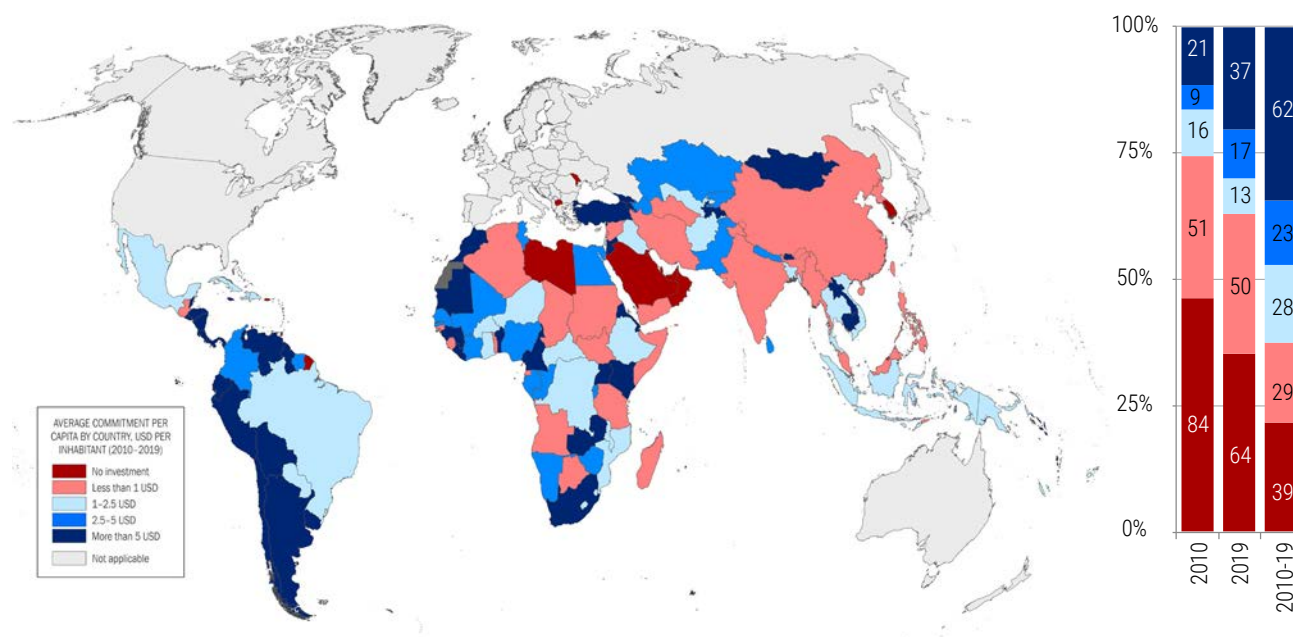 100%
75%
50%
25%
0%
21
9
16
51
84
37
17
13
50
64
62
23
28
29
39
2010
2019
2010-19
AVERAGE COMMITMENT PER
CAPITA BY COUNTRY, USD PER
INHABITANT (2010–2019)
No investment
Less than 1 USD
1–2.5 USD
2.5–5 USD
More than 5 USD
Not applicable